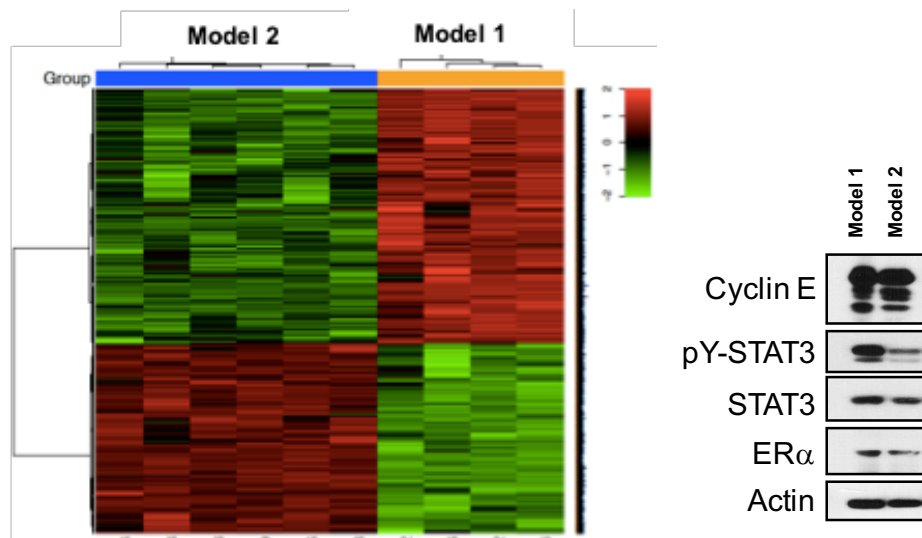 Model 2
Model 1
Group
2
1
0
-1
-2
Model 1
Model 2
Cyclin E
pY-STAT3
STAT3
ERα
Actin